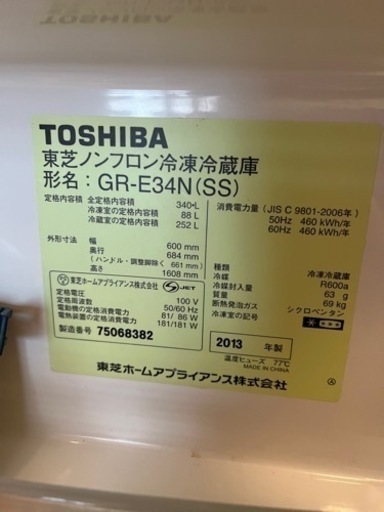 TOSHIBA
東芝ノンフロン冷凍冷蔵庫
形名：GR-E34N(SS)
定格内容積 全定格内容積 340・L
冷凍室の定格内容積 88 L
冷蔵室の定格内容積 252 L
外形寸法 幅 600 mm
奥行 684 mm
(ハンドル・調整脚除く 661 mm)
高さ 1608 mm
東芝ホームアプライアンス株式会社 S JET
定格電圧 100 V
定格周波数 50/60 Hz
電動機の定格消費電力 81/ 86 W
電熱装置の定格消費電力 181/181 W
製造番号 75068382
消費電力量 (JIS C 9801-2006年)
50Hz 460 kWh/年
60Hz 460 kWh/年
種類 冷凍冷蔵庫
冷媒 R600a
冷媒封入量 63 g
質量 69 kg
断熱発泡ガス シクロペンタン
冷凍室の記号
2013 年製
温度ヒューズ 77℃
MADE IN CHINA
東芝ホームアプライアンス株式会社
Ⓐ